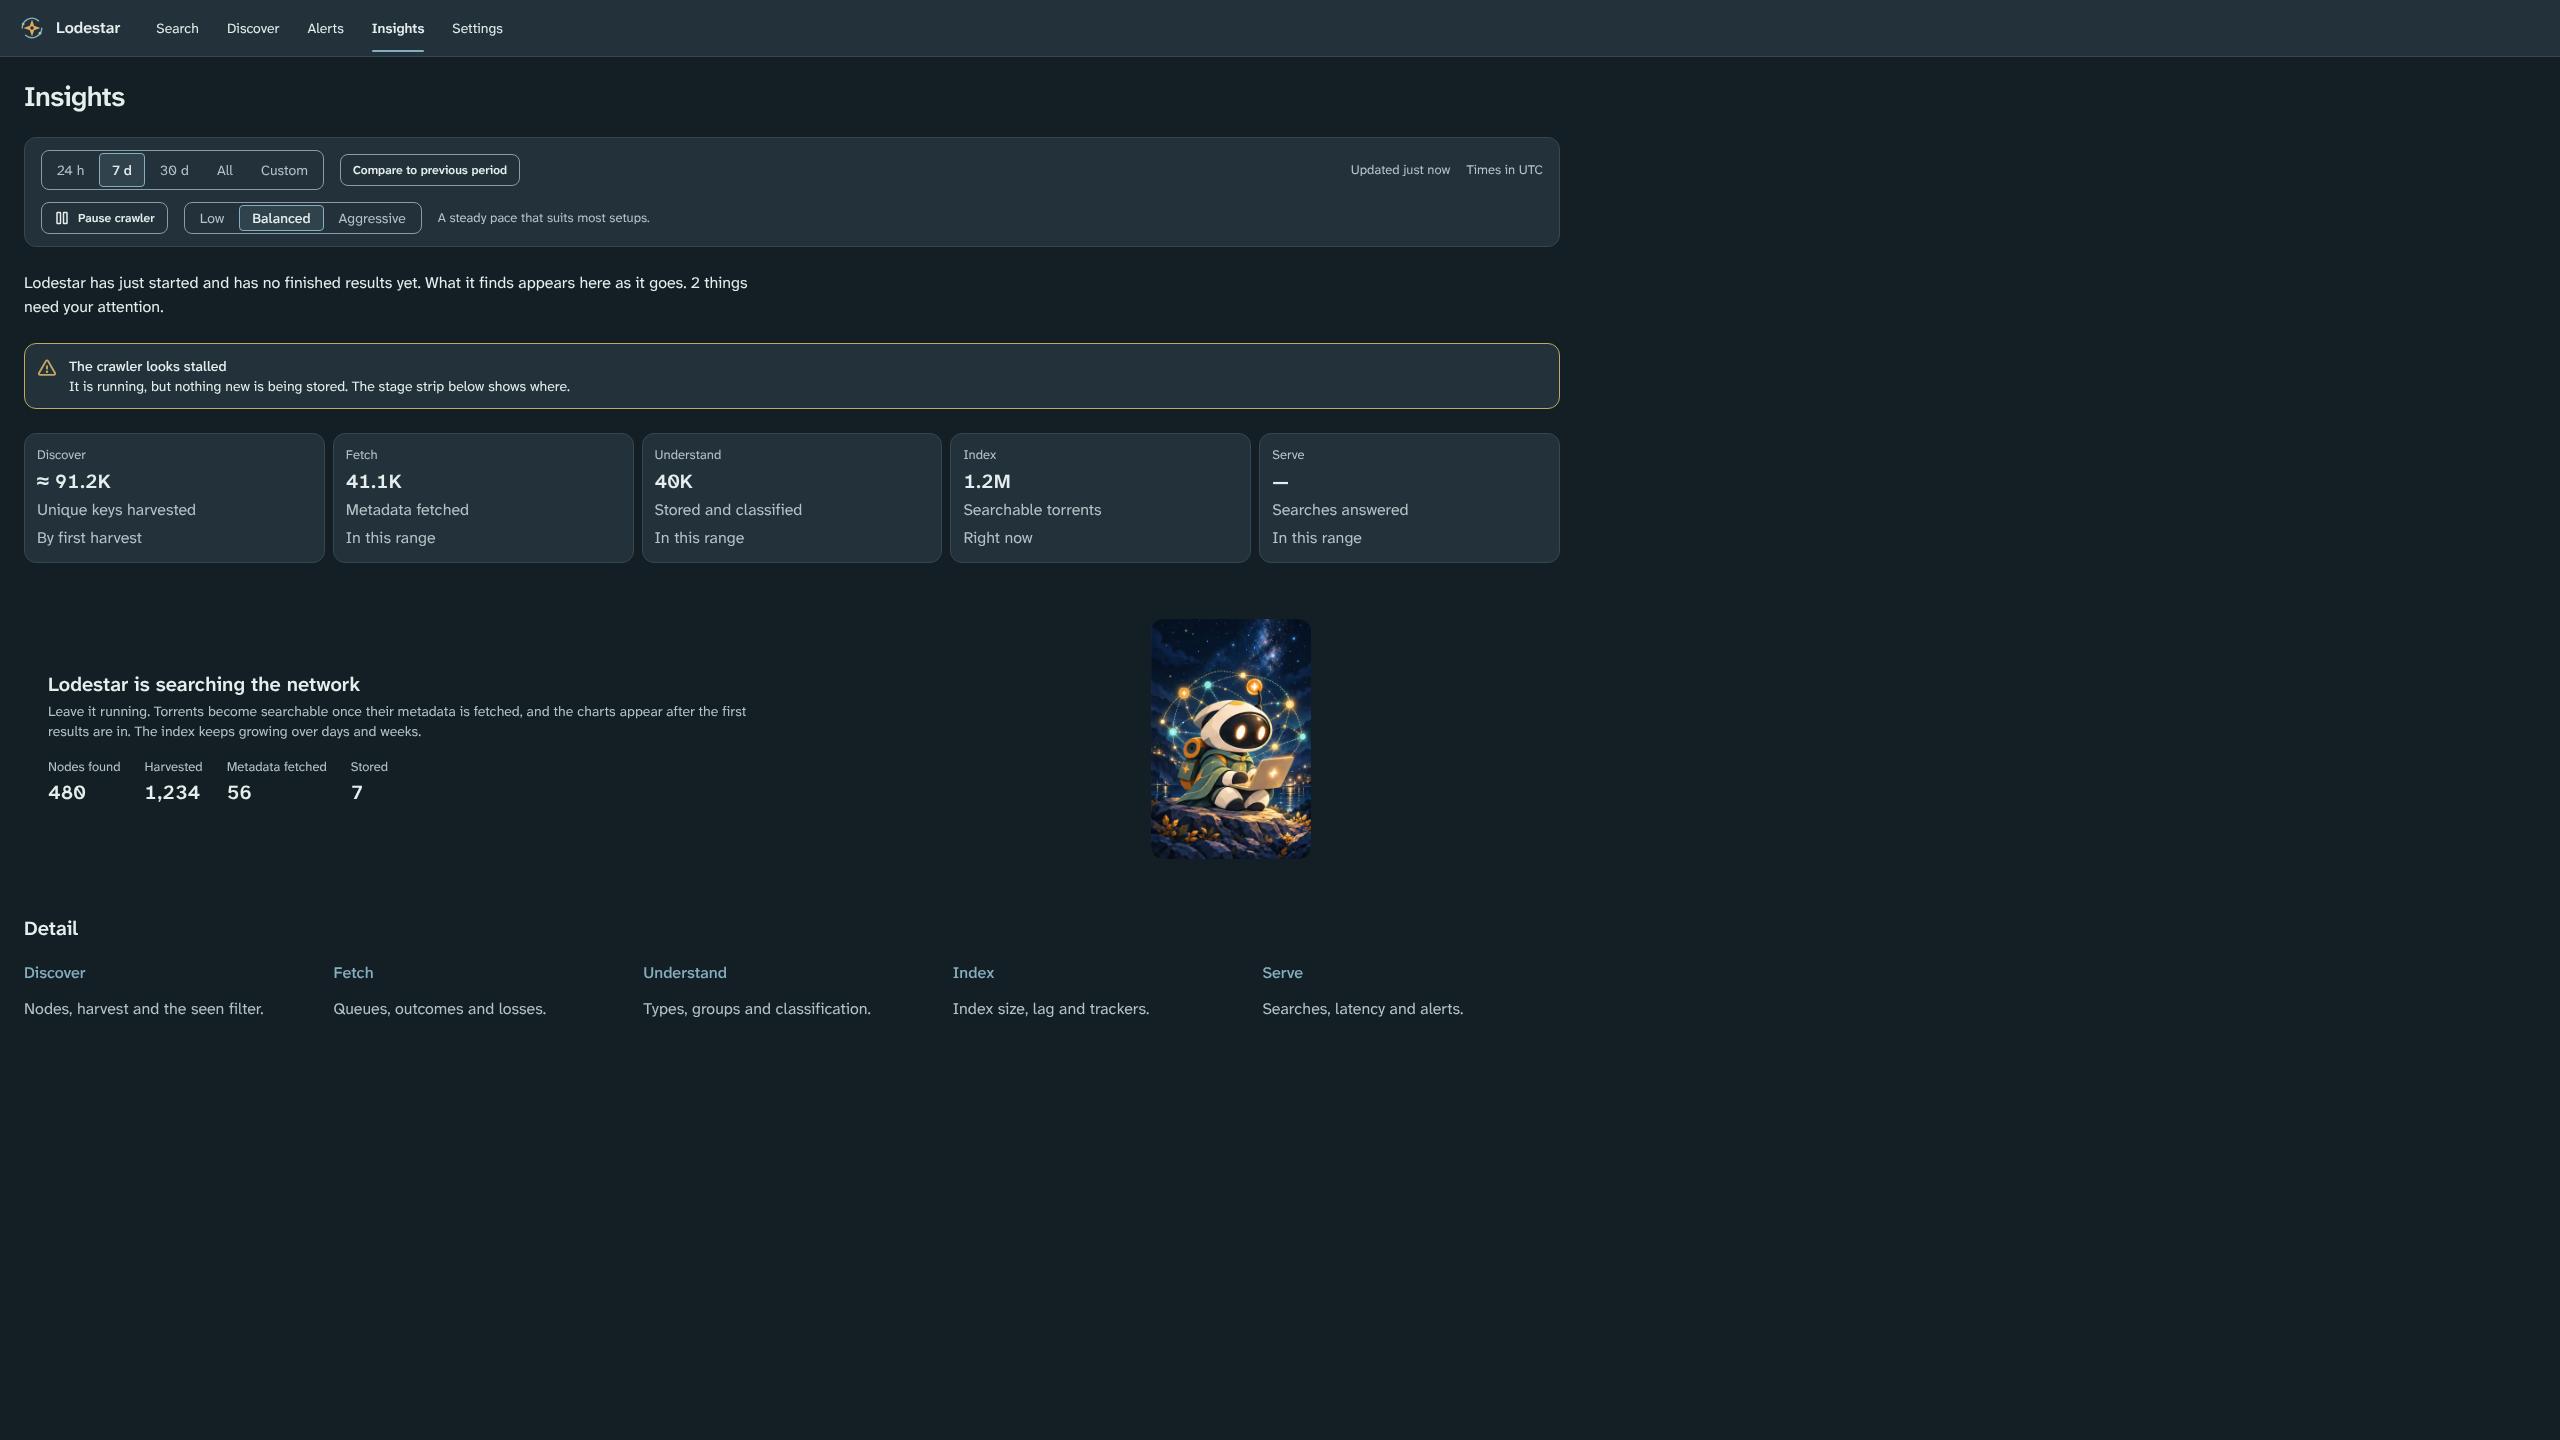 Lodestar Search Discover Alerts Insights Settings
Insights
24 h 7 d 30 d All Custom Compare to previous period Updated just now Times in UTC
Pause crawler Low Balanced Aggressive A steady pace that suits most setups.
Lodestar has just started and has no finished results yet. What it finds appears here as it goes. 2 things
need your attention.
The crawler looks stalled
It is running, but nothing new is being stored. The stage strip below shows where.
Discover
≈ 91.2K
Unique keys harvested
By first harvest
Fetch
41.1K
Metadata fetched
In this range
Understand
40K
Stored and classified
In this range
Index
1.2M
Searchable torrents
Right now
Serve
—
Searches answered
In this range
Lodestar is searching the network
Leave it running. Torrents become searchable once their metadata is fetched, and the charts appear after the first
results are in. The index keeps growing over days and weeks.
Nodes found Harvested Metadata fetched Stored
480 1,234 56 7
Detail
Discover
Nodes, harvest and the seen filter.
Fetch
Queues, outcomes and losses.
Understand
Types, groups and classification.
Index
Index size, lag and trackers.
Serve
Searches, latency and alerts.